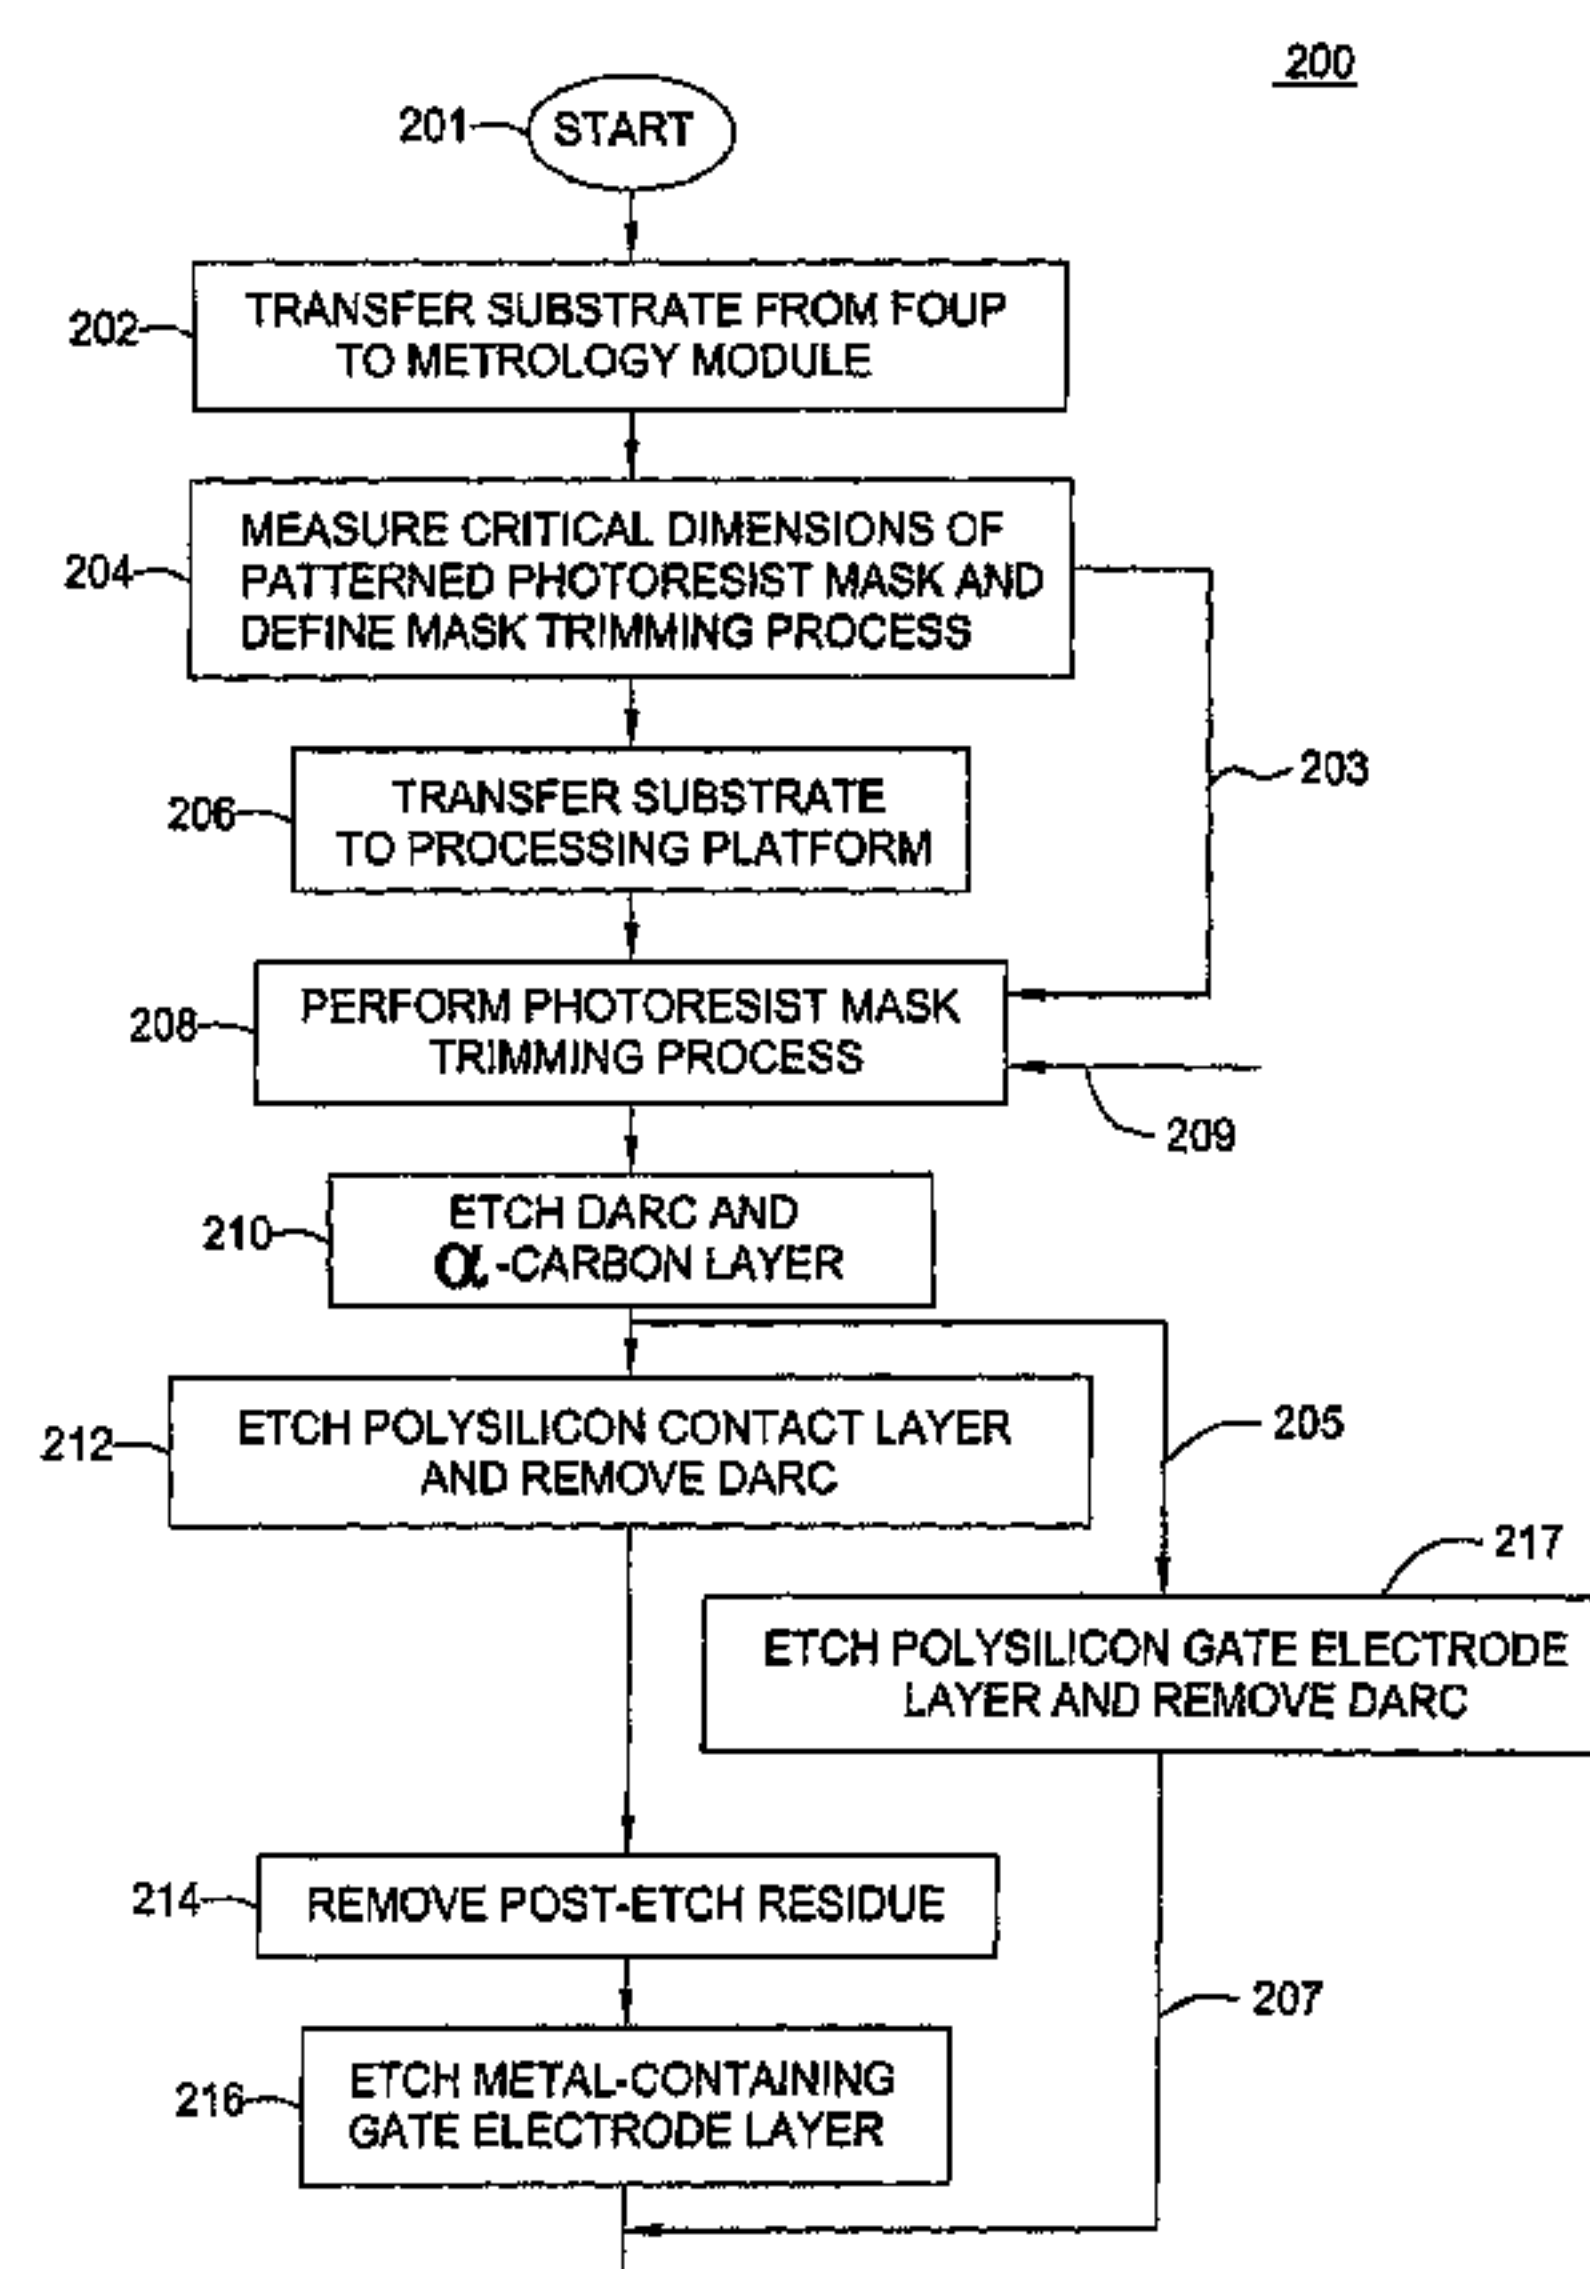 200
201
START
202
TRANSFER SUBSTRATE FROM FOUP
TO METROLOGY MODULE
204
MEASURE CRITICAL DIMENSIONS OF
PATTERNED PHOTORESIST MASK AND
DEFINE MASK TRIMMING PROCESS
203
206
TRANSFER SUBSTRATE
TO PROCESSING PLATFORM
208
PERFORM PHOTORESIST MASK
TRIMMING PROCESS
209
210
ETCH DARC AND
α-CARBON LAYER
205
212
ETCH POLYSILICON CONTACT LAYER
AND REMOVE DARC
217
ETCH POLYSILICON GATE ELECTRODE
LAYER AND REMOVE DARC
214
REMOVE POST-ETCH RESIDUE
207
216
ETCH METAL-CONTAINING
GATE ELECTRODE LAYER